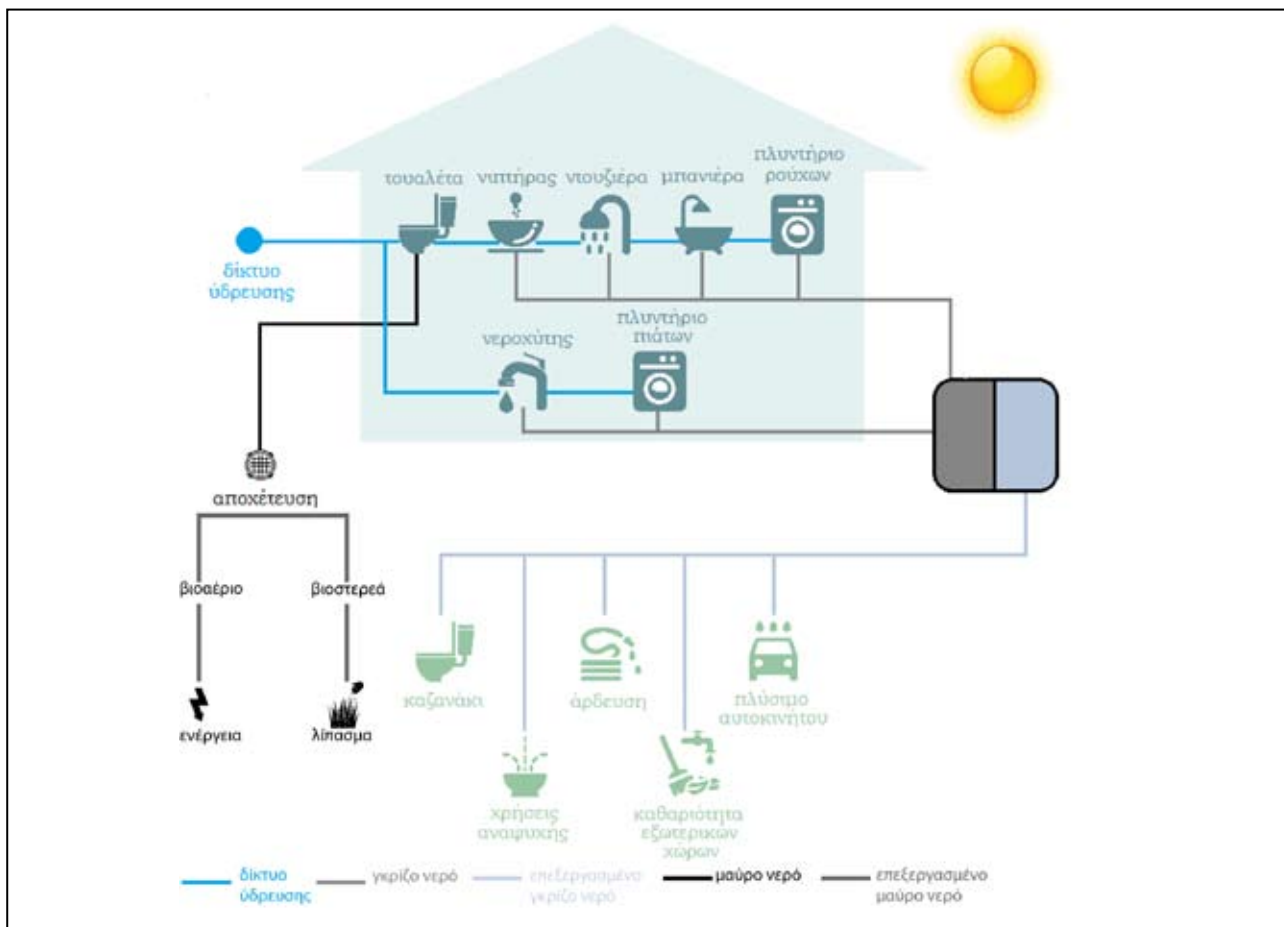 τουαλέτα
νιπτήρας
ντουζιέρα
μπανιέρα
πλυντήριο
ρούχων
δίκτυο
ύδρευσης
νεροχύτης
πλυντήριο
πιάτων
αποχέτευση
βιοαέριο
βιοστερεά
ενέργεια
λίπασμα
καζανάκι
άρδευση
πλύσιμο
αυτοκινήτου
χρήσεις
αναψυχής
καθαριότητα
εξωτερικών
χώρων
δίκτυο
ύδρευσης
γκρίζο νερό
επεξεργασμένο
γκρίζο νερό
μαύρο νερό
επεξεργασμένο
μαύρο νερό